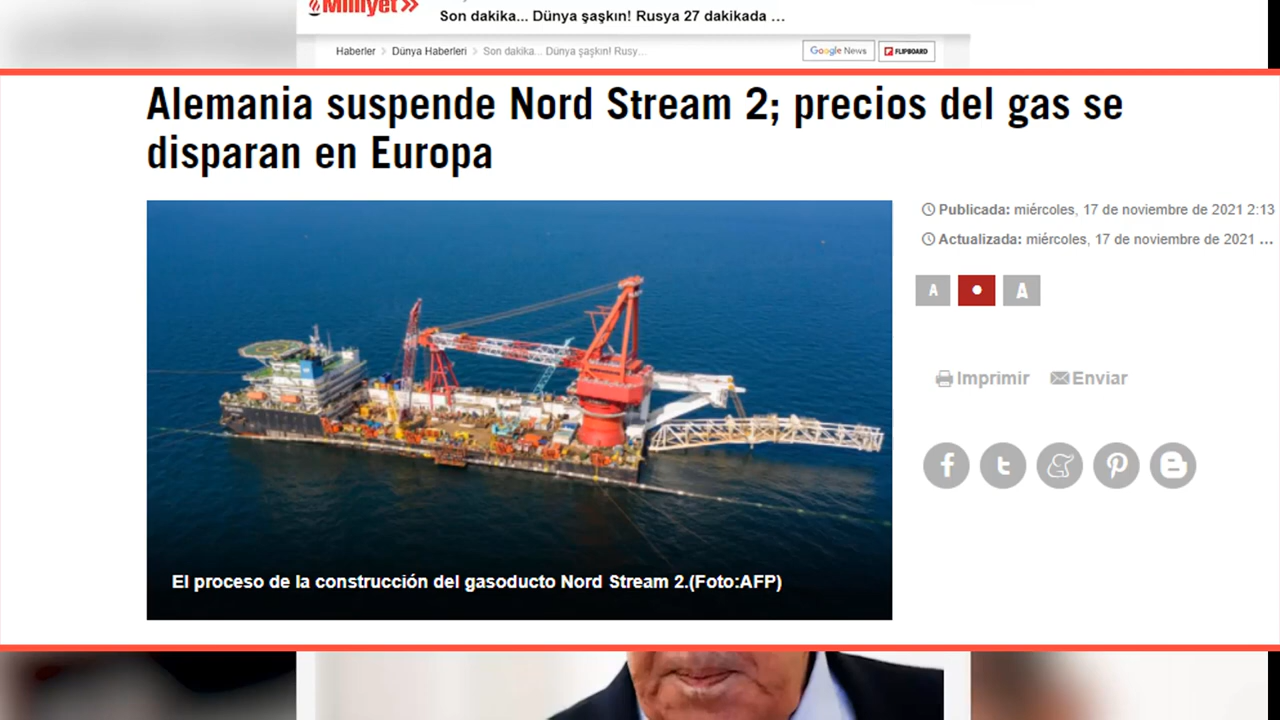 Milliyet
Son dakika... Dünya şaşkın! Rusya 27 dakikada ...
Haberler > Dünya Haberleri > Son dakika... Dünya şaşkın! Rusy...
Google News
FLIPBOARD
Alemania suspende Nord Stream 2; precios del gas se
disparan en Europa
Publicada: miércoles, 17 de noviembre de 2021 2:13
Actualizada: miércoles, 17 de noviembre de 2021 ...
A A
Imprimir Enviar
El proceso de la construcción del gasoducto Nord Stream 2.(Foto:AFP)